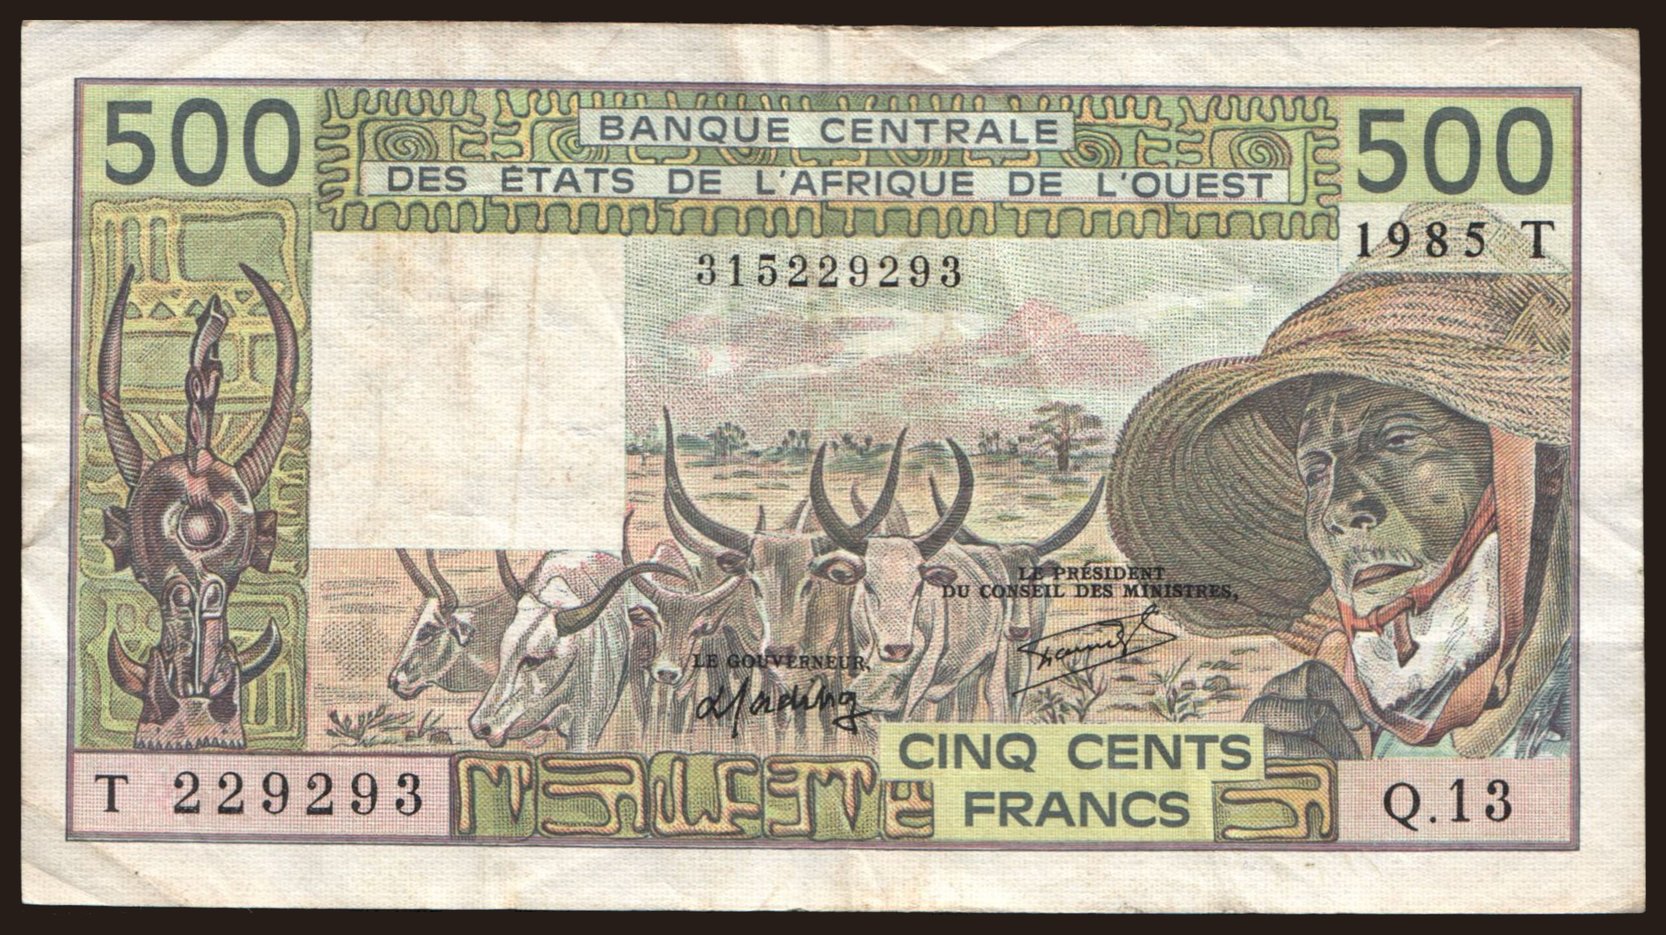 500
BANQUE CENTRALE
500
DES ÉTATS DE L'AFRIQUE DE L'OUEST
1985 T
315229293
LE PRÉSIDENT
DU CONSEIL DES MINISTRES,
LE GOUVERNEUR,
CINQ CENTS
FRANCS
T 229293
Q.13